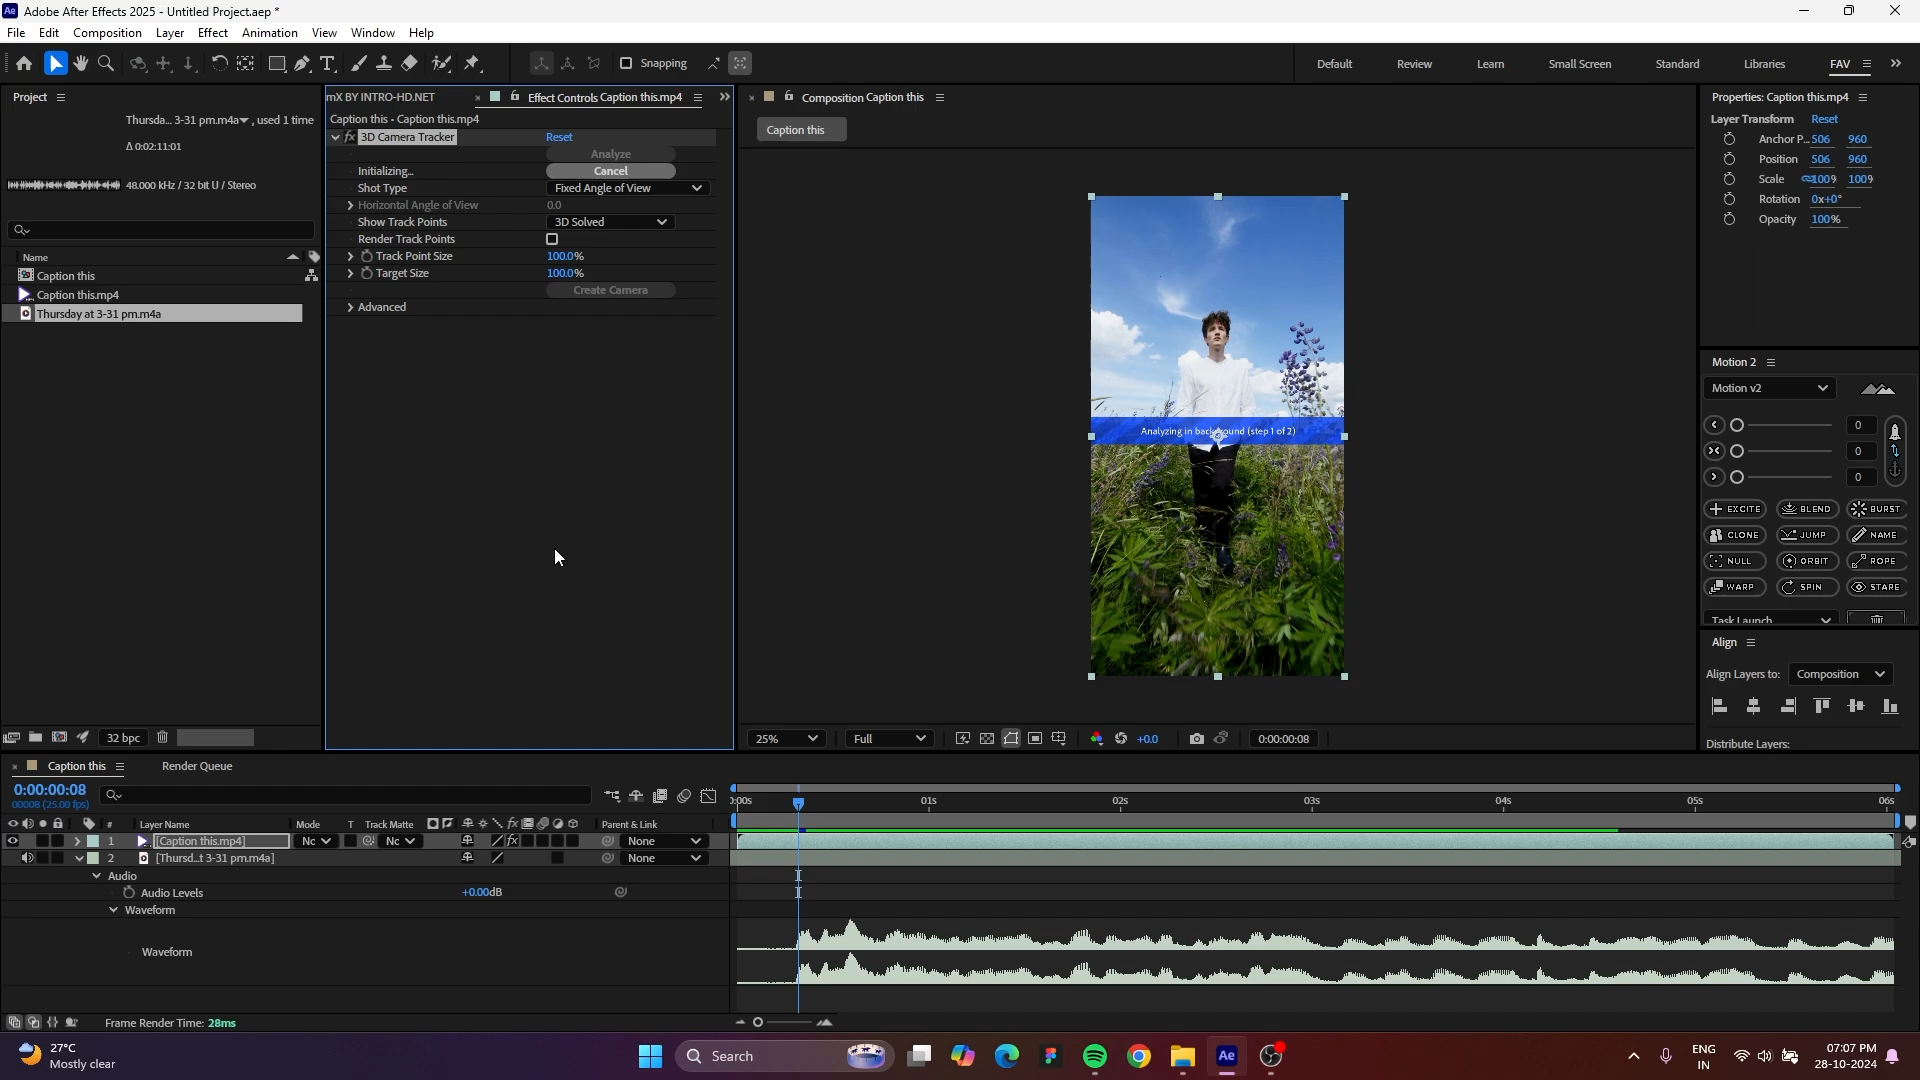 Adobe After Effects 2025 - Untitled Project.aep *
File Edit Composition Layer Effect Animation View Window Help
Snapping
Default Review Learn Small Screen Standard Libraries FAV
Project
Thursda... 3-31 pm.m4a , used 1 time
Δ 0:02:11:01
48.000 kHz / 32 bit U / Stereo
Name
Caption this
Caption this.mp4
Thursday at 3-31 pm.m4a
32 bpc
mX BY INTRO-HD.NET
Effect Controls Caption this.mp4
Caption this - Caption this.mp4
fx 3D Camera Tracker Reset
Analyze
Initializing... Cancel
Shot Type Fixed Angle of View
Horizontal Angle of View 0.0
Show Track Points 3D Solved
Render Track Points
Track Point Size 100.0%
Target Size 100.0%
Create Camera
Advanced
Composition Caption this
Caption this
Analyzing in background (step 1 of 2)
25% Full +0.0 0:00:00:08
Properties: Caption this.mp4
Layer Transform Reset
Anchor P... 506 960
Position 506 960
Scale 100% 100%
Rotation 0x+0°
Opacity 100%
Motion 2
Motion v2
0
0
0
EXCITE BLEND BURST
CLONE JUMP NAME
NULL ORBIT ROPE
WARP SPIN STARE
Task Launch
Align
Align Layers to: Composition
Distribute Layers:
Caption this Render Queue
0:00:00:08
00008 (25.00 fps)
# Layer Name Mode T Track Matte fx Parent & Link
1 [Caption this.mp4] Nc Nc fx None
2 [Thursd...t 3-31 pm.m4a] None
Audio
Audio Levels +0.00dB
Waveform
Waveform
:00s 01s 02s 03s 04s 05s 06s
Frame Render Time: 28ms
27°C
Mostly clear
Search
Ae
ENG
IN
07:07 PM
28-10-2024